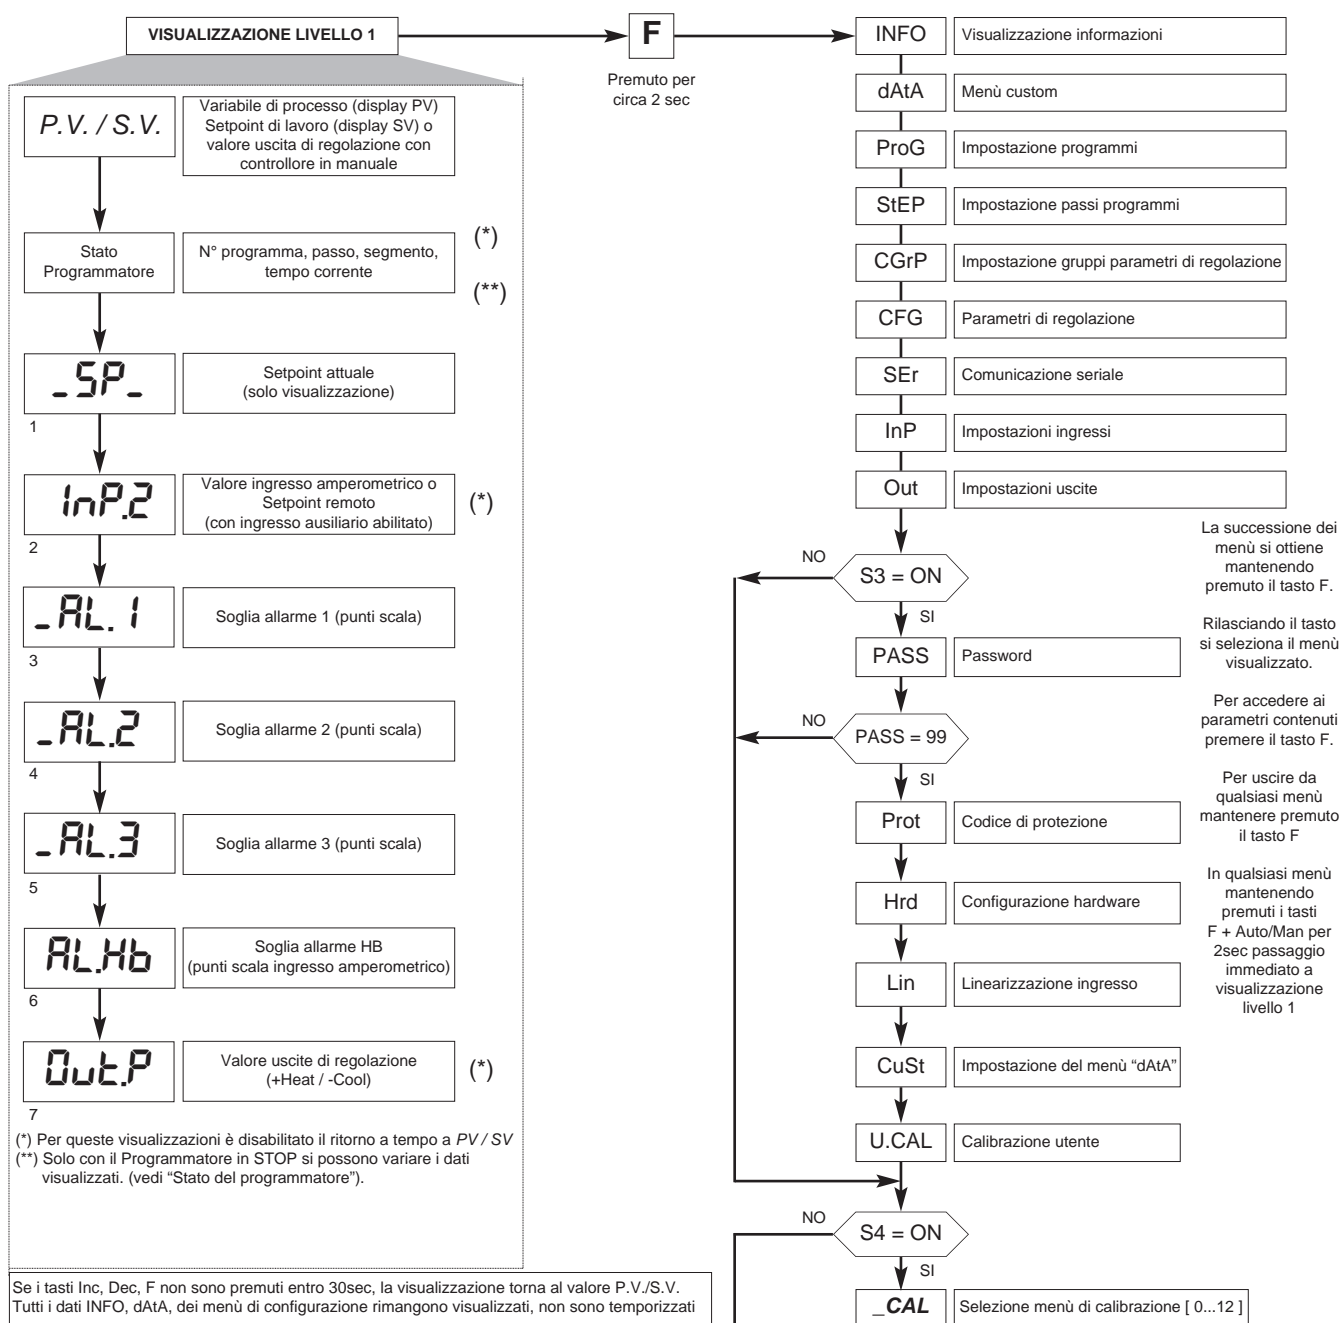 VISUALIZZAZIONE LIVELLO 1
F
Premuto per
circa 2 sec
P.V. / S.V.
Variabile di processo (display PV)
Setpoint di lavoro (display SV) o
valore uscita di regolazione con
controllore in manuale
Stato
Programmatore
N° programma, passo, segmento,
tempo corrente
(*)
(**)
_SP_
Setpoint attuale
(solo visualizzazione)
1
InP.2
Valore ingresso amperometrico o
Setpoint remoto
(con ingresso ausiliario abilitato)
(*)
2
_AL.1
Soglia allarme 1 (punti scala)
3
_AL.2
Soglia allarme 2 (punti scala)
4
_AL.3
Soglia allarme 3 (punti scala)
5
AL.Hb
Soglia allarme HB
(punti scala ingresso amperometrico)
6
Out.P
Valore uscite di regolazione
(+Heat / -Cool)
(*)
7
(*) Per queste visualizzazioni è disabilitato il ritorno a tempo a PV / SV
(**) Solo con il Programmatore in STOP si possono variare i dati
visualizzati. (vedi “Stato del programmatore”).
Se i tasti Inc, Dec, F non sono premuti entro 30sec, la visualizzazione torna al valore P.V./S.V.
Tutti i dati INFO, dAtA, dei menù di configurazione rimangono visualizzati, non sono temporizzati
INFO
Visualizzazione informazioni
dAtA
Menù custom
ProG
Impostazione programmi
StEP
Impostazione passi programmi
CGrP
Impostazione gruppi parametri di regolazione
CFG
Parametri di regolazione
SEr
Comunicazione seriale
InP
Impostazioni ingressi
Out
Impostazioni uscite
NO
S3 = ON
SI
PASS
Password
NO
PASS = 99
SI
Prot
Codice di protezione
Hrd
Configurazione hardware
Lin
Linearizzazione ingresso
CuSt
Impostazione del menù “dAtA”
U.CAL
Calibrazione utente
NO
S4 = ON
SI
_CAL
Selezione menù di calibrazione [ 0...12 ]
La successione dei
menù si ottiene
mantenendo
premuto il tasto F.
Rilasciando il tasto
si seleziona il menù
visualizzato.
Per accedere ai
parametri contenuti
premere il tasto F.
Per uscire da
qualsiasi menù
mantenere premuto
il tasto F
In qualsiasi menù
mantenendo
premuti i tasti
F + Auto/Man per
2sec passaggio
immediato a
visualizzazione
livello 1